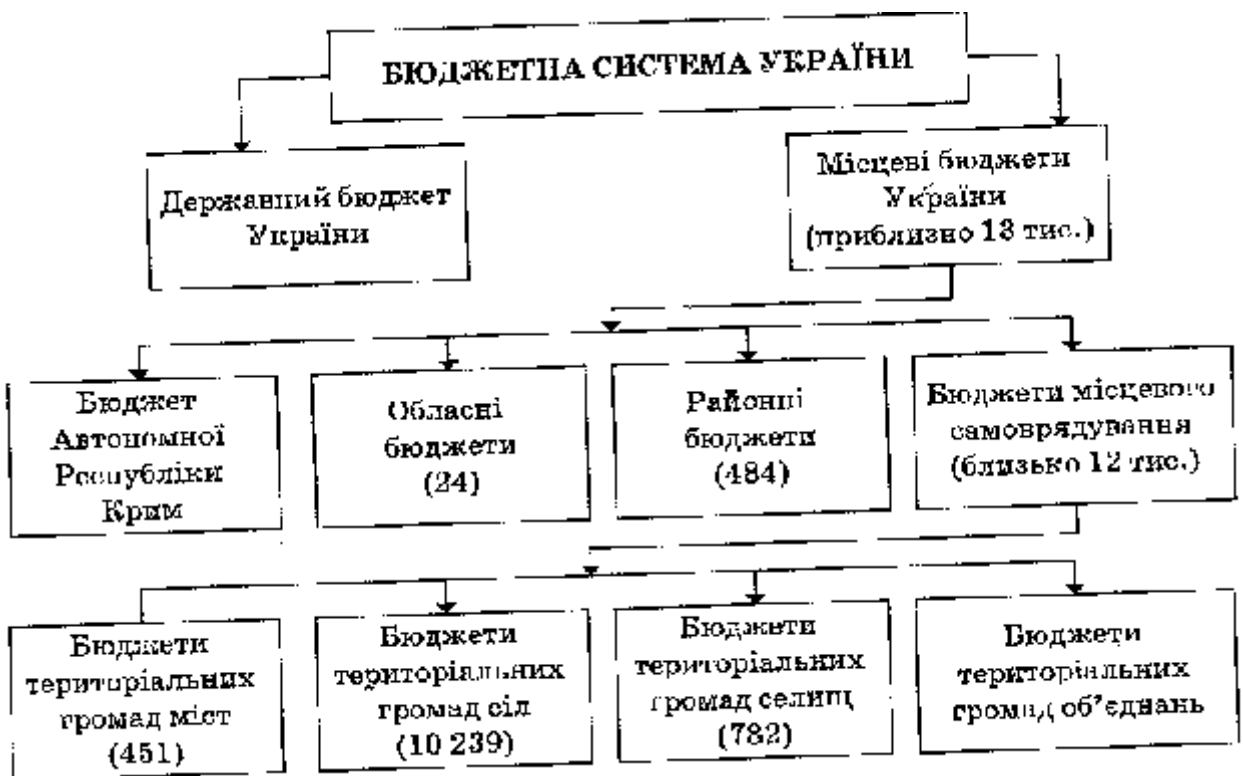 БЮДЖЕТНА СИСТЕМА УКРАЇНИ
Державний бюджет
України
Місцеві бюджети
України
(приблизно 13 тис.)
Бюджет
Автономної
Республіки
Крим
Обласні
бюджети
(24)
Районні
бюджети
(484)
Бюджети місцевого
самоврядування
(близько 12 тис.)
Бюджети
територіальних
громад міст
(451)
Бюджети
територіальних
громад сіл
(10 239)
Бюджети
територіальних
громад селищ
(782)
Бюджети
територіальних
громад об’єднань